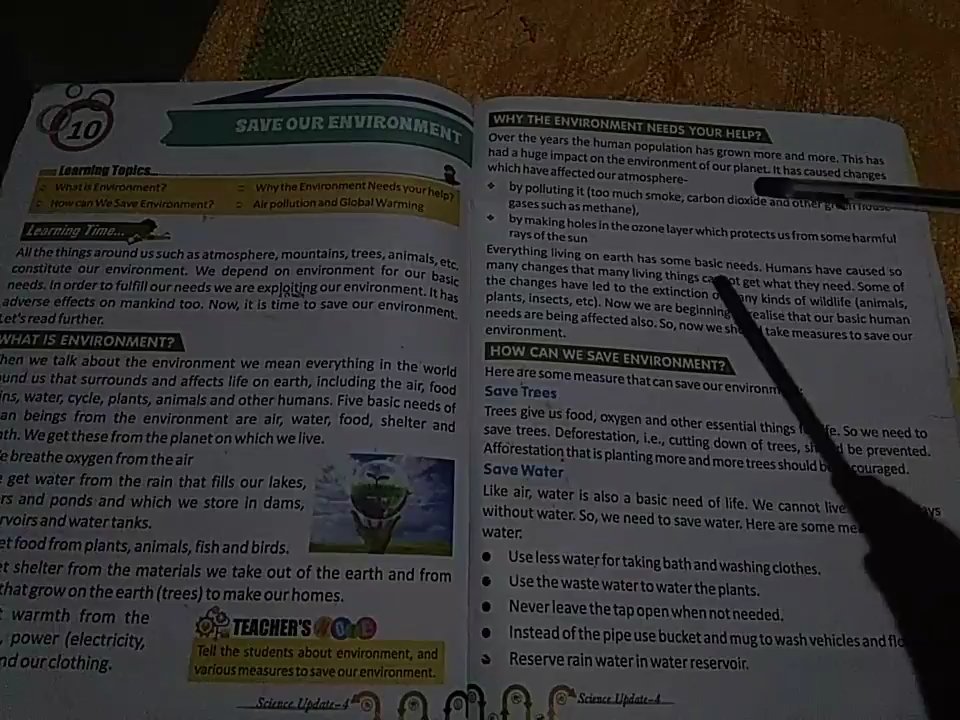 10
SAVE OUR ENVIRONMENT
Learning Topics...
What is Environment?
Why the Environment Needs your help?
How can We Save Environment?
Air pollution and Global Warming
Learning Time...
All the things around us such as atmosphere, mountains, trees, animals, etc.
constitute our environment. We depend on environment for our basic
needs. In order to fulfill our needs we are exploiting our environment. It has
adverse effects on mankind too. Now, it is time to save our environment.
Let's read further.
WHAT IS ENVIRONMENT?
hen we talk about the environment we mean everything in the world
und us that surrounds and affects life on earth, including the air, food
ins, water, cycle, plants, animals and other humans. Five basic needs of
an beings from the environment are air, water, food, shelter and
th. We get these from the planet on which we live.
e breathe oxygen from the air
get water from the rain that fills our lakes,
rs and ponds and which we store in dams,
rvoirs and water tanks.
et food from plants, animals, fish and birds.
et shelter from the materials we take out of the earth and from
that grow on the earth (trees) to make our homes.
warmth from the
power (electricity,
nd our clothing.
TEACHER'S NOTE
Tell the students about environment, and
various measures to save our environment.
Science Update-4
WHY THE ENVIRONMENT NEEDS YOUR HELP?
Over the years the human population has grown more and more. This has
had a huge impact on the environment of our planet. It has caused changes
which have affected our atmosphere-
❖ by polluting it (too much smoke, carbon dioxide and other green house
gases such as methane),
❖ by making holes in the ozone layer which protects us from some harmful
rays of the sun
Everything living on earth has some basic needs. Humans have caused so
many changes that many living things cannot get what they need. Some of
the changes have led to the extinction of many kinds of wildlife (animals,
plants, insects, etc). Now we are beginning realise that our basic human
needs are being affected also. So, now we should take measures to save our
environment.
HOW CAN WE SAVE ENVIRONMENT?
Here are some measure that can save our environm
Save Trees
Trees give us food, oxygen and other essential things life. So we need to
save trees. Deforestation, i.e., cutting down of trees, should be prevented.
Afforestation that is planting more and more trees should be couraged.
Save Water
Like air, water is also a basic need of life. We cannot live ays
without water. So, we need to save water. Here are some me
water.
• Use less water for taking bath and washing clothes.
• Use the waste water to water the plants.
• Never leave the tap open when not needed.
• Instead of the pipe use bucket and mug to wash vehicles and flo
• Reserve rain water in water reservoir.
Science Update-4